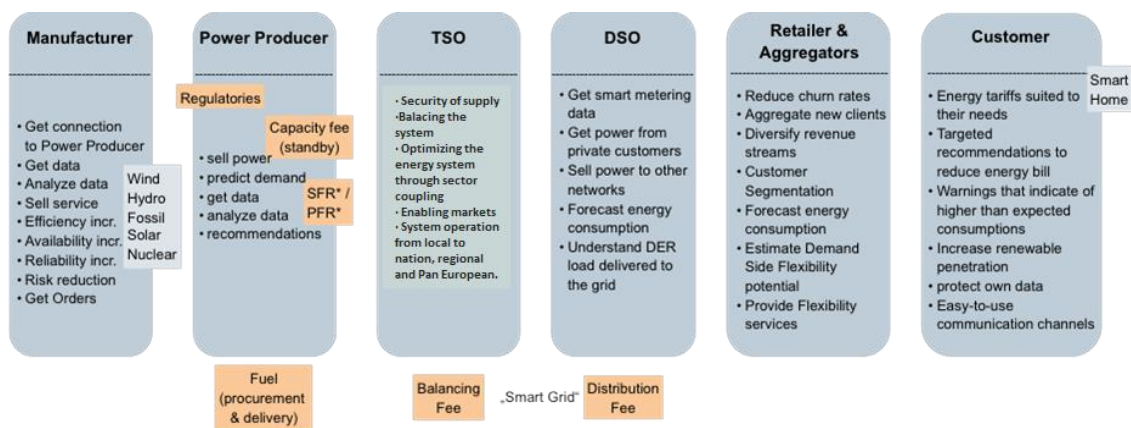 Manufacturer
• Get connection
to Power Producer
• Get data
• Analyze data
• Sell service
• Efficiency incr.
• Availability incr.
• Reliability incr.
• Risk reduction
• Get Orders
Wind
Hydro
Fossil
Solar
Nuclear
Power Producer
Regulatories
Capacity fee
(standby)
• sell power
• predict demand
• get data
• analyze data
• recommendations
SFR* /
PFR*
Fuel
(procurement
& delivery)
TSO
· Security of supply
·Balacing the
system
· Optimizing the
energy system
through sector
coupling
· Enabling markets
· System operation
from local to
nation, regional
and Pan European.
Balancing
Fee
„Smart Grid“
DSO
• Get smart metering
data
• Get power from
private customers
• Sell power to other
networks
• Forecast energy
consumption
• Understand DER
load delivered to
the grid
Distribution
Fee
Retailer &
Aggregators
• Reduce churn rates
• Aggregate new clients
• Diversify revenue
streams
• Customer
Segmentation
• Forecast energy
consumption
• Estimate Demand
Side Flexibility
potential
• Provide Flexibility
services
Customer
Smart
Home
• Energy tariffs suited to
their needs
• Targeted
recommendations to
reduce energy bill
• Warnings that indicate of
higher than expected
consumptions
• Increase renewable
penetration
• protect own data
• Easy-to-use
communication channels